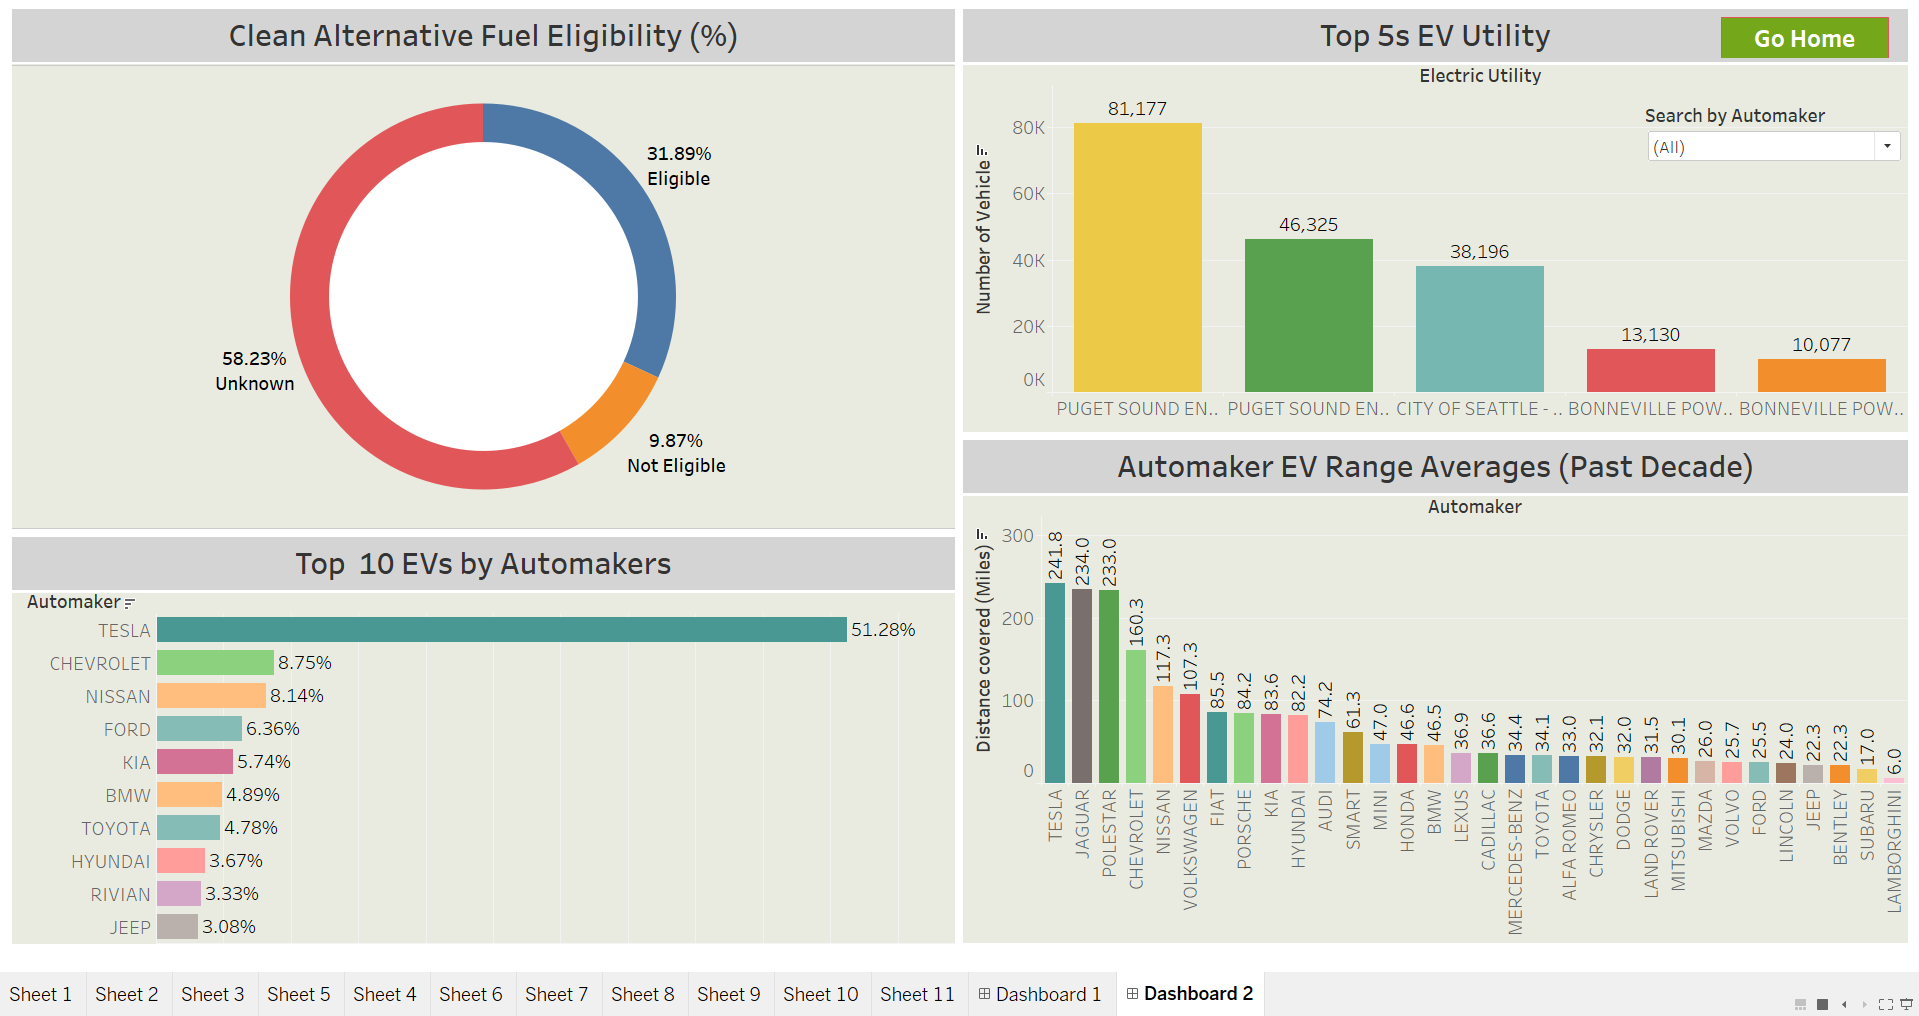 Clean Alternative Fuel Eligibility (%)
31.89%
Eligible
58.23%
Unknown
9.87%
Not Eligible
Top 5s EV Utility
Go Home
Electric Utility
Search by Automaker
(All)
Number of Vehicle
80K
60K
40K
20K
0K
81,177
46,325
38,196
13,130
10,077
PUGET SOUND EN..
PUGET SOUND EN..
CITY OF SEATTLE - ..
BONNEVILLE POW..
BONNEVILLE POW..
Top 10 EVs by Automakers
Automaker
TESLA 51.28%
CHEVROLET 8.75%
NISSAN 8.14%
FORD 6.36%
KIA 5.74%
BMW 4.89%
TOYOTA 4.78%
HYUNDAI 3.67%
RIVIAN 3.33%
JEEP 3.08%
Automaker EV Range Averages (Past Decade)
Automaker
Distance covered (Miles)
300
200
100
0
241.8
234.0
233.0
160.3
117.3
107.3
85.5
84.2
83.6
82.2
74.2
61.3
47.0
46.6
46.5
36.9
36.6
34.4
34.1
33.0
32.1
32.0
31.5
30.1
26.0
25.7
25.5
24.0
22.3
22.3
17.0
6.0
TESLA
JAGUAR
POLESTAR
CHEVROLET
NISSAN
VOLKSWAGEN
FIAT
PORSCHE
KIA
HYUNDAI
AUDI
SMART
MINI
HONDA
BMW
LEXUS
CADILLAC
MERCEDES-BENZ
TOYOTA
ALFA ROMEO
CHRYSLER
DODGE
LAND ROVER
MITSUBISHI
MAZDA
VOLVO
FORD
LINCOLN
JEEP
BENTLEY
SUBARU
LAMBORGHINI
Sheet 1 Sheet 2 Sheet 3 Sheet 5 Sheet 4 Sheet 6 Sheet 7 Sheet 8 Sheet 9 Sheet 10 Sheet 11 Dashboard 1 Dashboard 2